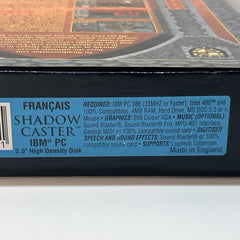 FRANÇAIS
SHADOW
CASTER™
IBM® PC
3.5" High Density Disk
REQUIRED: IBM PC 386 (33MHZ or Faster), Intel 486™ and
100% Compatibles, 4MB RAM, Hard Drive, MS DOS 5.0 or
Mouse • GRAPHICS: 256 Colour VGA • MUSIC (OPTIONAL):
Sound Blaster®, Sound Blaster® Pro, MPU-401 Interface,
General MIDI or 100% compatible sound card • DIGITISED
SPEECH AND SOUND EFFECTS: Sound Blaster® or 100%
compatible sound card • SUPPORTS: Logitech Cyberman
Made in England